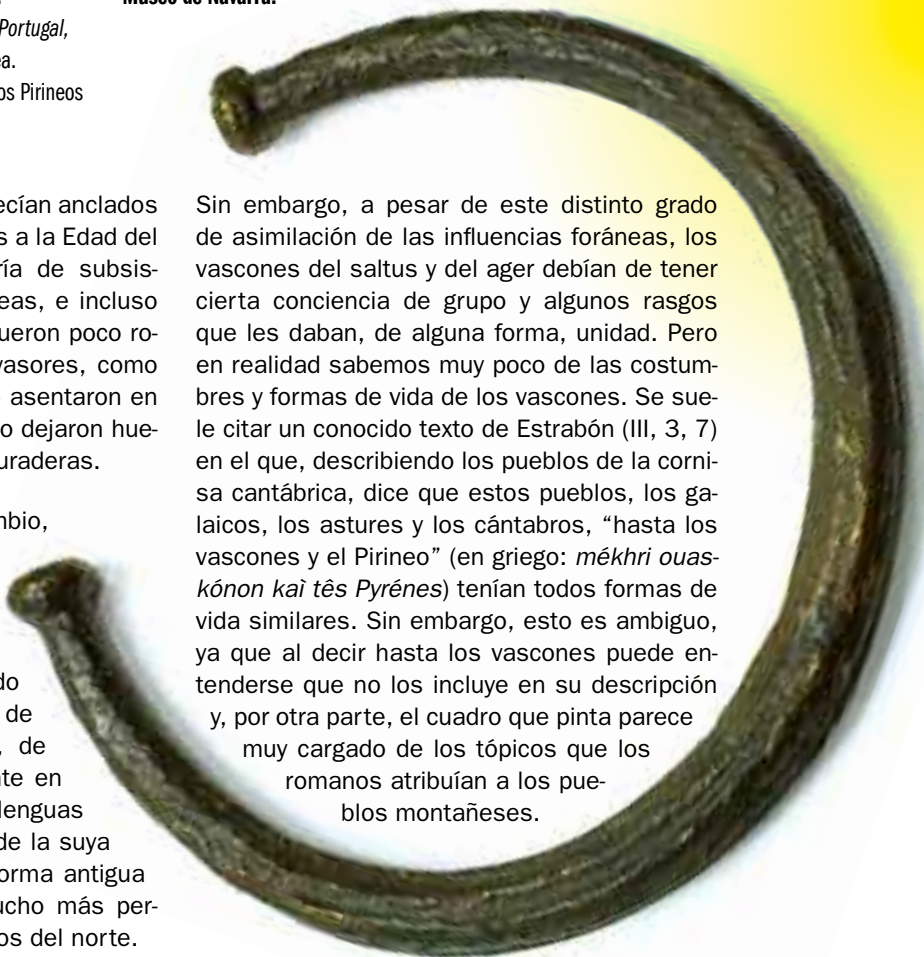 Portugal,
ea.
os Pirineos
Museo de Navarra.
ecían anclados
s a la Edad del
ría de subsis-
eas, e incluso
ueron poco ro-
vasores, como
asentaron en
o dejaron hue-
uraderas.
mbio,
do
de
, de
te en
lenguas
de la suya
orma antigua
ucho más per-
os del norte.
Sin embargo, a pesar de este distinto grado
de asimilación de las influencias foráneas, los
vascones del saltus y del ager debían de tener
cierta conciencia de grupo y algunos rasgos
que les daban, de alguna forma, unidad. Pero
en realidad sabemos muy poco de las costum-
bres y formas de vida de los vascones. Se sue-
le citar un conocido texto de Estrabón (III, 3, 7)
en el que, describiendo los pueblos de la corni-
sa cantábrica, dice que estos pueblos, los ga-
laicos, los astures y los cántabros, “hasta los
vascones y el Pirineo” (en griego: mékhri ouas-
kónon kaì tês Pyrénes) tenían todos formas de
vida similares. Sin embargo, esto es ambiguo,
ya que al decir hasta los vascones puede en-
tenderse que no los incluye en su descripción
y, por otra parte, el cuadro que pinta parece
muy cargado de los tópicos que los
romanos atribuían a los pue-
blos montañeses.